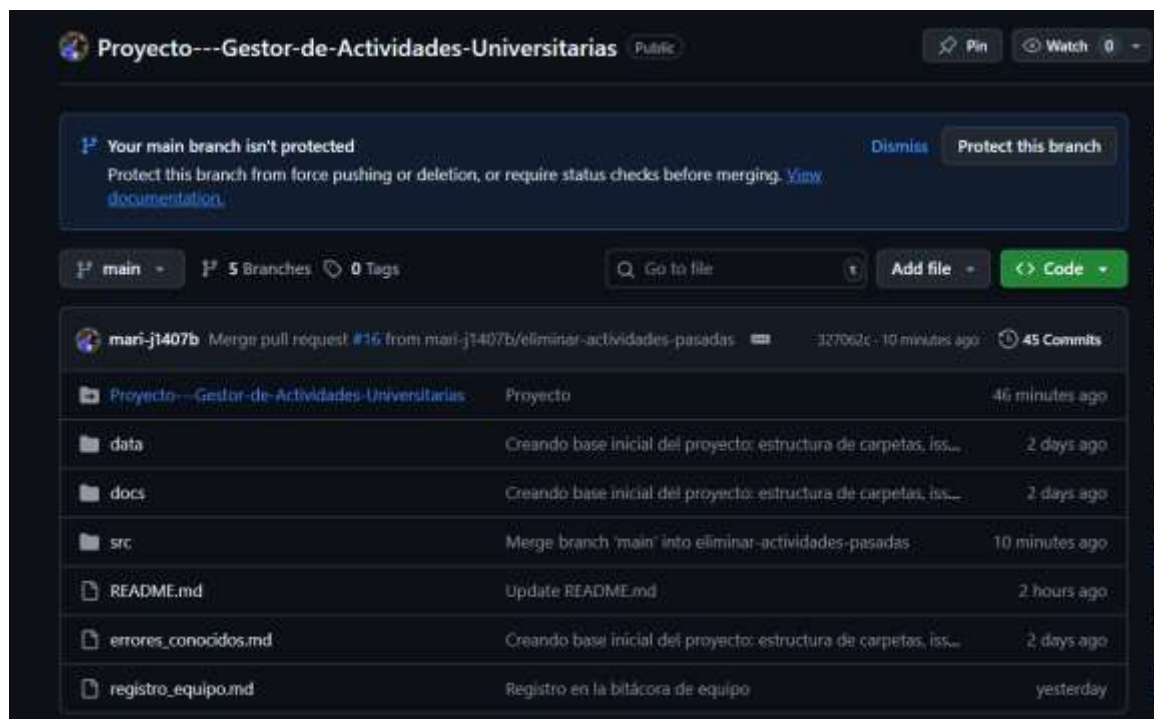 Proyecto---Gestor-de-Actividades-Universitarias Public Pin Watch 0
Your main branch isn't protected Dismiss Protect this branch
Protect this branch from force pushing or deletion, or require status checks before merging. View
documentation.
main 5 Branches 0 Tags Go to file t Add file <> Code
mari-j1407b Merge pull request #16 from mari-j1407b/eliminar-actividades-pasadas 327062c · 10 minutes ago 45 Commits
Proyecto---Gestor-de-Actividades-Universitarias Proyecto 46 minutes ago
data Creando base inicial del proyecto: estructura de carpetas, iss... 2 days ago
docs Creando base inicial del proyecto: estructura de carpetas, iss... 2 days ago
src Merge branch 'main' into eliminar-actividades-pasadas 10 minutes ago
README.md Update README.md 2 hours ago
errores_conocidos.md Creando base inicial del proyecto: estructura de carpetas, iss... 2 days ago
registro_equipo.md Registro en la bitácora de equipo yesterday